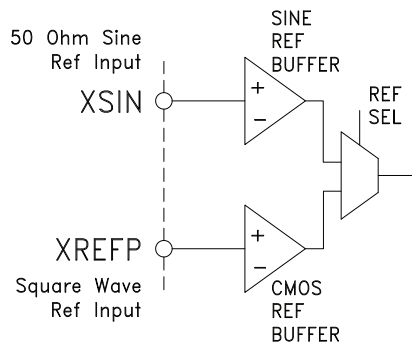 50 Ohm Sine
Ref Input
XSIN
SINE
REF
BUFFER
+
−
REF
SEL
XREFP
Square Wave
Ref Input
+
−
CMOS
REF
BUFFER